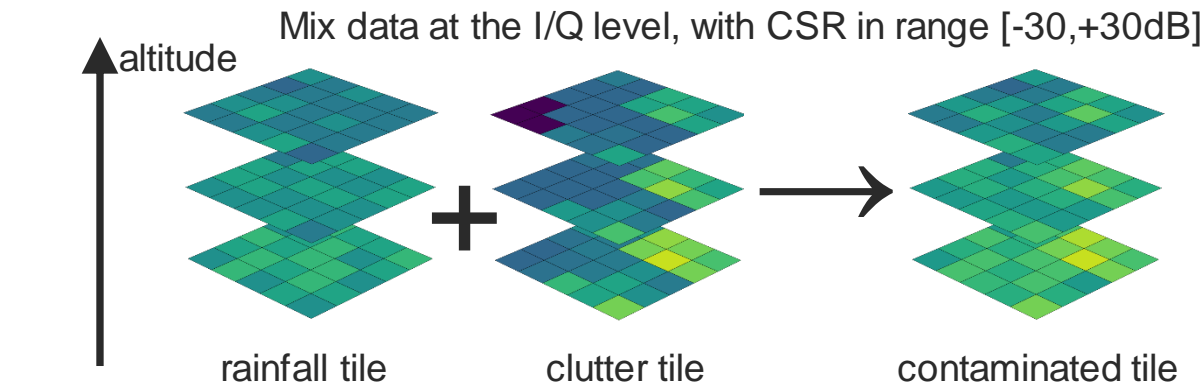 Mix data at the I/Q level, with CSR in range [-30,+30dB]
altitude
rainfall tile
clutter tile
contaminated tile